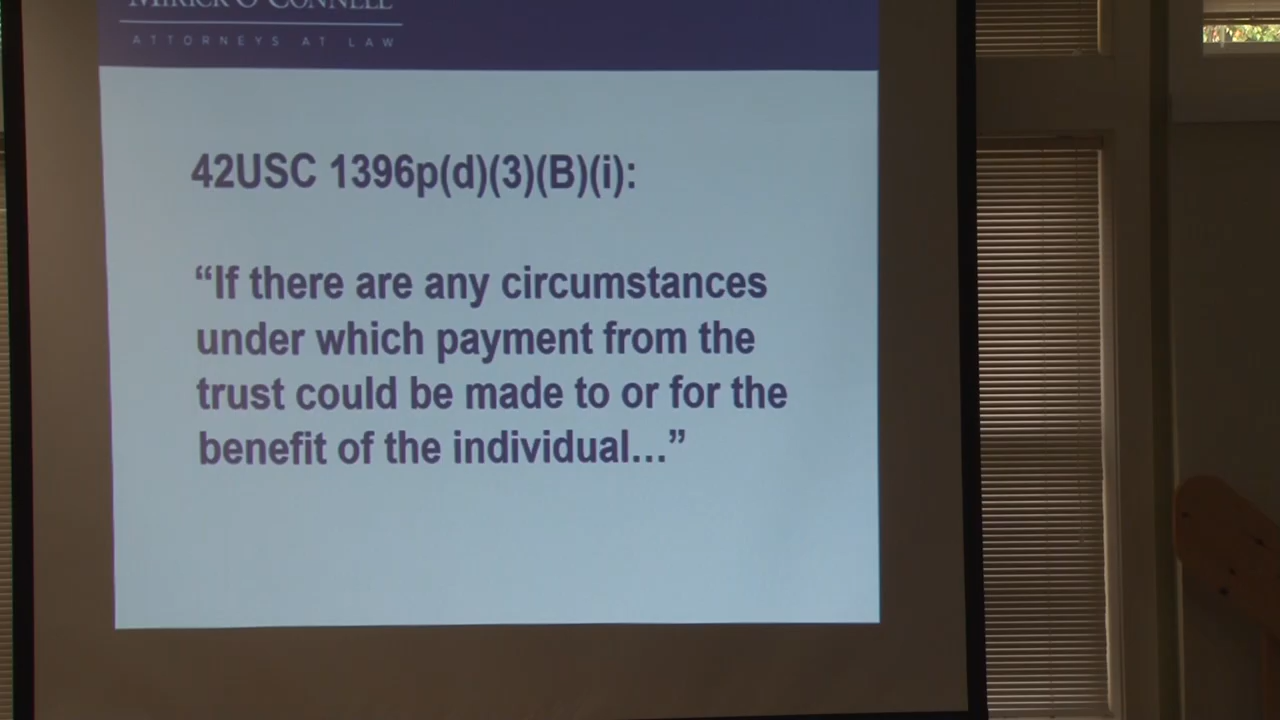 MIRICK O'CONNELL
ATTORNEYS AT LAW
42USC 1396p(d)(3)(B)(i):
“If there are any circumstances
under which payment from the
trust could be made to or for the
benefit of the individual...”